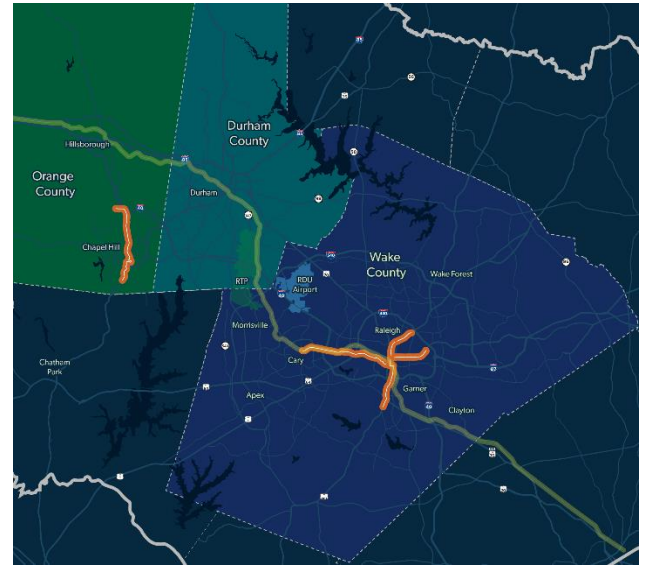 Durham
County
Hillsborough
Orange
County
Durham
Chapel Hill
Wake
County
RTP
RDU
Airport
Wake Forest
Morrisville
Raleigh
Cary
Chatham
Park
Apex
Garner
Clayton